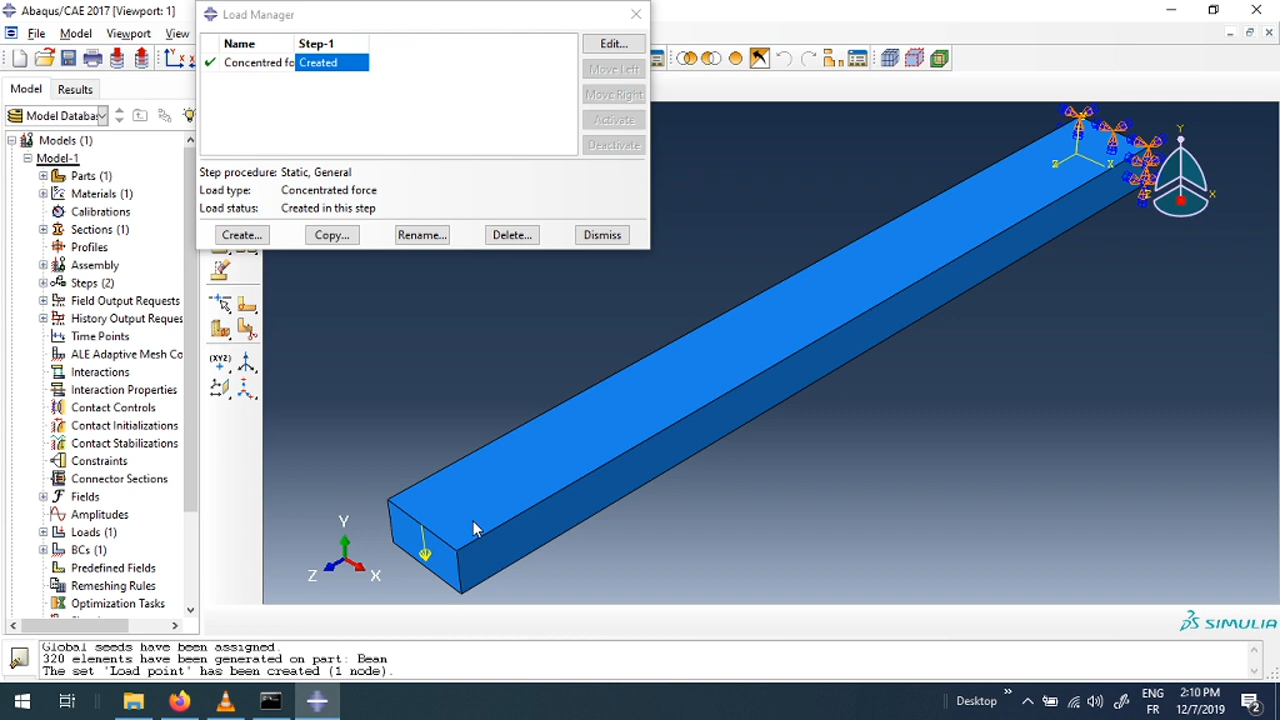 Abaqus/CAE 2017 [Viewport: 1]
File Model Viewport View
Load Manager
Name Step-1
Concentred fo Created
Edit...
Move Left
Move Right
Activate
Deactivate
Step procedure: Static, General
Load type: Concentrated force
Load status: Created in this step
Create... Copy... Rename... Delete... Dismiss
Model Results
Model Databas
Models (1)
Model-1
Parts (1)
Materials (1)
Calibrations
Sections (1)
Profiles
Assembly
Steps (2)
Field Output Requests
History Output Reques
Time Points
ALE Adaptive Mesh Co
Interactions
Interaction Properties
Contact Controls
Contact Initializations
Contact Stabilizations
Constraints
Connector Sections
Fields
Amplitudes
Loads (1)
BCs (1)
Predefined Fields
Remeshing Rules
Optimization Tasks
(XYZ)
Y
Z X
Y
X
Z
Y
Z X
SIMULIA
Global seeds have been assigned.
320 elements have been generated on part: Bean
The set 'Load point' has been created (1 node).
Desktop
ENG
FR
2:10 PM
12/7/2019
2